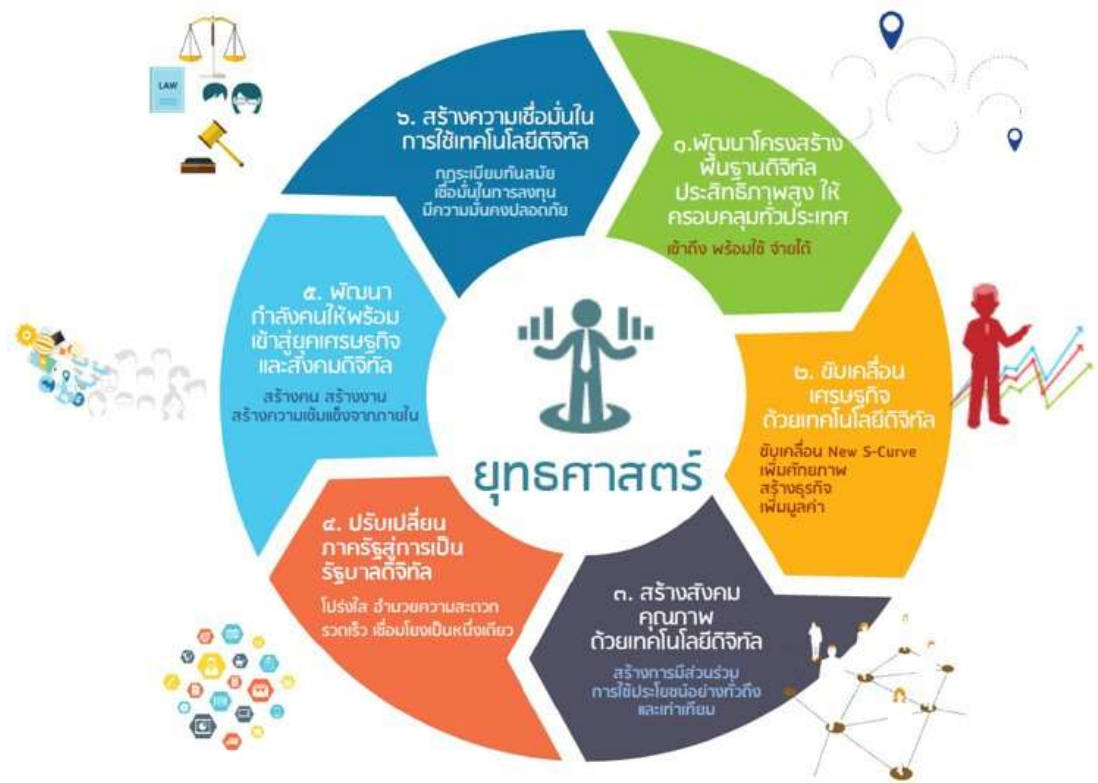 ๑.พัฒนาโครงสร้าง
พื้นฐานดิจิทัล
ประสิทธิภาพสูง ให้
ครอบคลุมทั่วประเทศ
เข้าถึง พร้อมใช้ จ่ายได้
๒. ขับเคลื่อน
เศรษฐกิจ
ด้วยเทคโนโลยีดิจิทัล
ขับเคลื่อน New S-Curve
เพิ่มศักยภาพ
สร้างธุรกิจ
เพิ่มมูลค่า
๓. สร้างสังคม
คุณภาพ
ด้วยเทคโนโลยีดิจิทัล
สร้างการมีส่วนร่วม
การใช้ประโยชน์อย่างทั่วถึง
และเท่าเทียม
๔. ปรับเปลี่ยน
ภาครัฐสู่การเป็น
รัฐบาลดิจิทัล
โปร่งใส อำนวยความสะดวก
รวดเร็ว เชื่อมโยงเป็นหนึ่งเดียว
๕. พัฒนา
กำลังคนให้พร้อม
เข้าสู่ยุคเศรษฐกิจ
และสังคมดิจิทัล
สร้างคน สร้างงาน
สร้างความเข้มแข็งจากภายใน
๖. สร้างความเชื่อมั่นใน
การใช้เทคโนโลยีดิจิทัล
กฎระเบียบทันสมัย
เชื่อมั่นในการลงทุน
มีความมั่นคงปลอดภัย
ยุทธศาสตร์
LAW